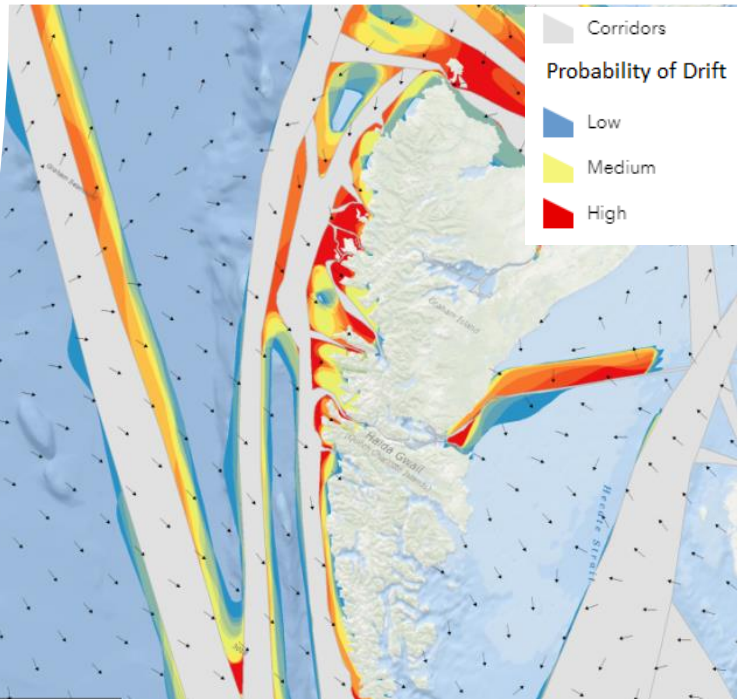 Corridors
Probability of Drift
Low
Medium
High
Graham Island
Haida Gwaii
Hecate Strait